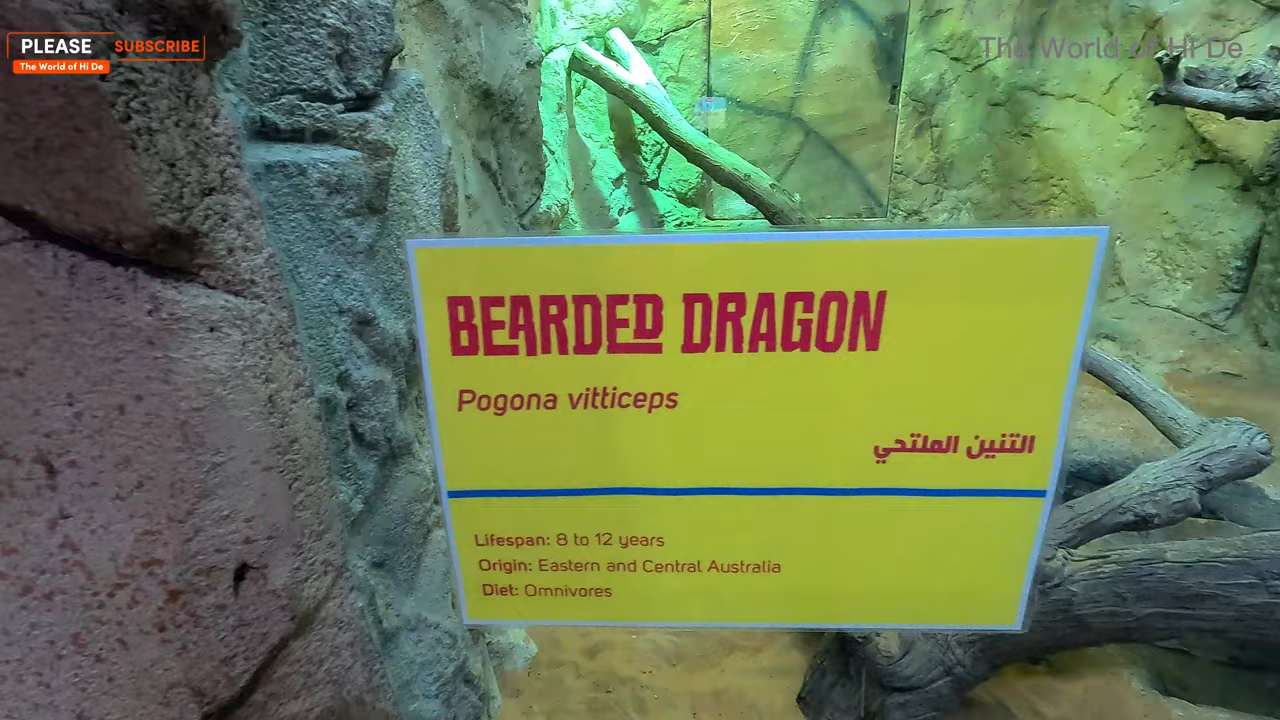 PLEASE SUBSCRIBE
The World of Hi De
The World of Hi De
BEARDED DRAGON
Pogona vitticeps
التنين الملتحي
Lifespan: 8 to 12 years
Origin: Eastern and Central Australia
Diet: Omnivores